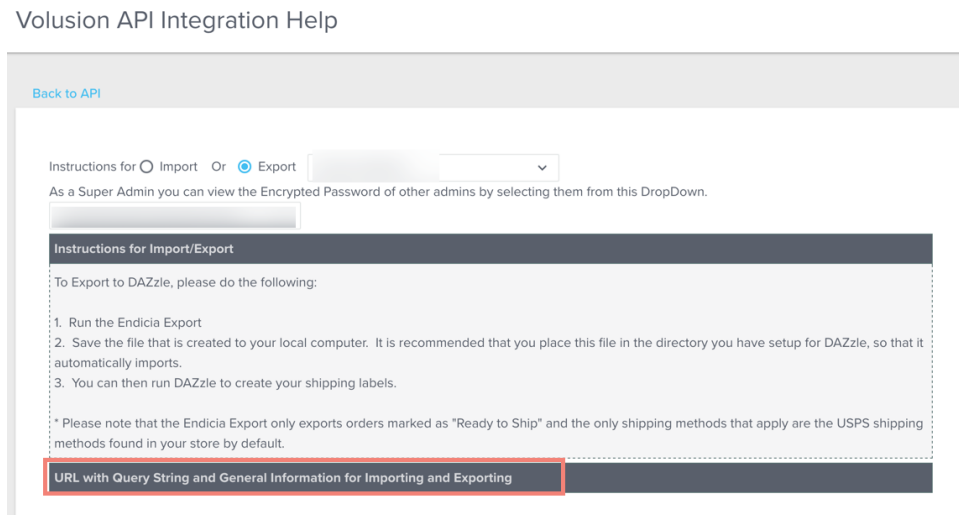 Volusion API Integration Help
Back to API
Instructions for Import Or Export
As a Super Admin you can view the Encrypted Password of other admins by selecting them from this DropDown.
Instructions for Import/Export
To Export to DAZzle, please do the following:
1. Run the Endicia Export
2. Save the file that is created to your local computer. It is recommended that you place this file in the directory you have setup for DAZzle, so that it
automatically imports.
3. You can then run DAZzle to create your shipping labels.
* Please note that the Endicia Export only exports orders marked as "Ready to Ship" and the only shipping methods that apply are the USPS shipping
methods found in your store by default.
URL with Query String and General Information for Importing and Exporting